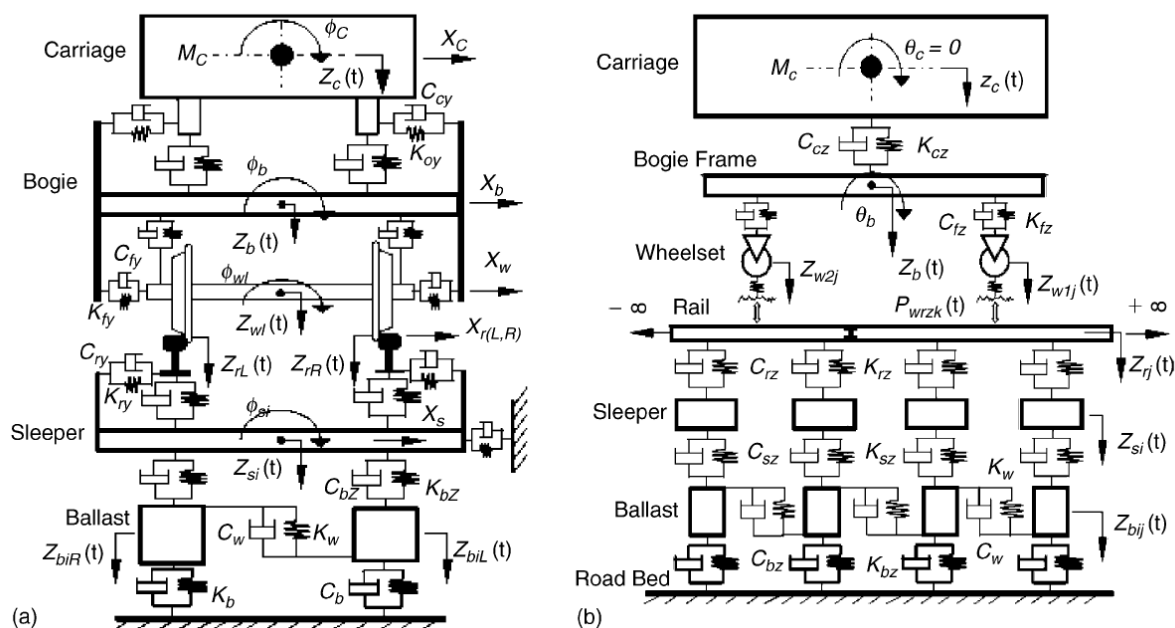 Carriage
M_C
ϕ_C
X_C
Z_c(t)
C_cy
K_oy
Bogie
ϕ_b
X_b
Z_b(t)
C_fy
ϕ_wl
X_w
K_fy
Z_wl(t)
X_r(L,R)
C_ry
Z_rL(t)
Z_rR(t)
K_ry
ϕ_si
X_s
Sleeper
Z_si(t)
C_bZ
K_bZ
Ballast
C_w
K_w
Z_biR(t)
Z_biL(t)
K_b
C_b
(a)
Carriage
θ_c = 0
M_c
z_c(t)
C_cz
K_cz
Bogie Frame
θ_b
C_fz
K_fz
Wheelset
Z_w2j
Z_b(t)
Z_w1j(t)
Rail
P_wrzk(t)
− ∞
+ ∞
C_rz
K_rz
Z_rj(t)
Sleeper
C_sz
K_sz
Z_si(t)
K_w
Ballast
Z_bij(t)
C_bz
K_bz
C_w
Road Bed
(b)